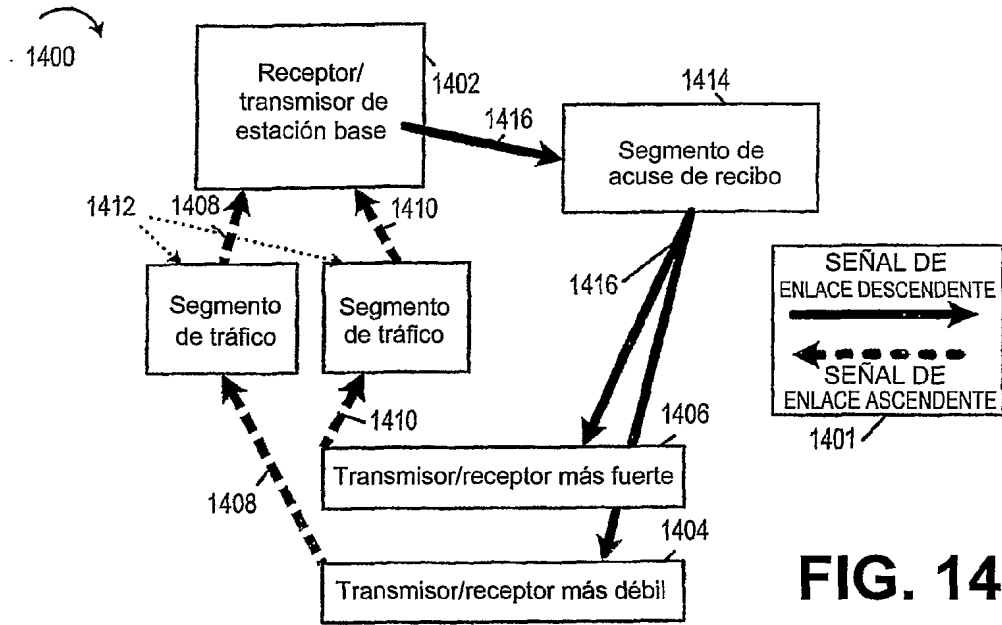 1400
Receptor/
transmisor de
estación base
1402
1416
1414
Segmento de
acuse de recibo
1412
1408
1410
Segmento
de tráfico
Segmento
de tráfico
1416
SEÑAL DE
ENLACE DESCENDENTE
SEÑAL DE
ENLACE ASCENDENTE
1401
1410
1406
Transmisor/receptor más fuerte
1408
1404
Transmisor/receptor más débil
FIG. 14